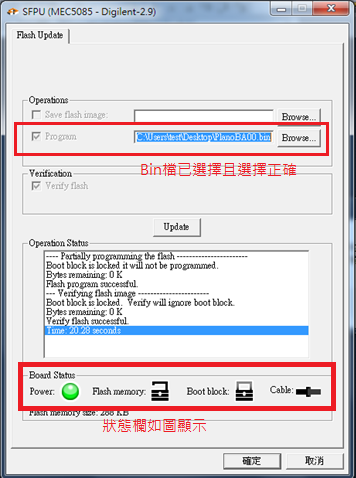 SFPU (MEC5085 - Digilent-2.9)
Flash Update
Operations
Save flash image:
Browse...
Program
C:\Users\test\Desktop\PlanoBA00.bin
Browse...
Bin檔已選擇且選擇正確
Verification
Verify flash
Update
Operation Status
---- Partially programming the flash -----------------------
Boot block is locked it will not be programmed.
Bytes remaining: 0 K
Flash program successful.
---- Verifying flash image -----------------------
Boot block is locked.  Verify will ignore boot block.
Bytes remaining: 0 K
Verify flash successful.
Time: 20.28 seconds
Board Status
Power:
Flash memory:
Boot block:
Cable:
Flash memory size: 288 KB
狀態欄如圖顯示
確定
取消